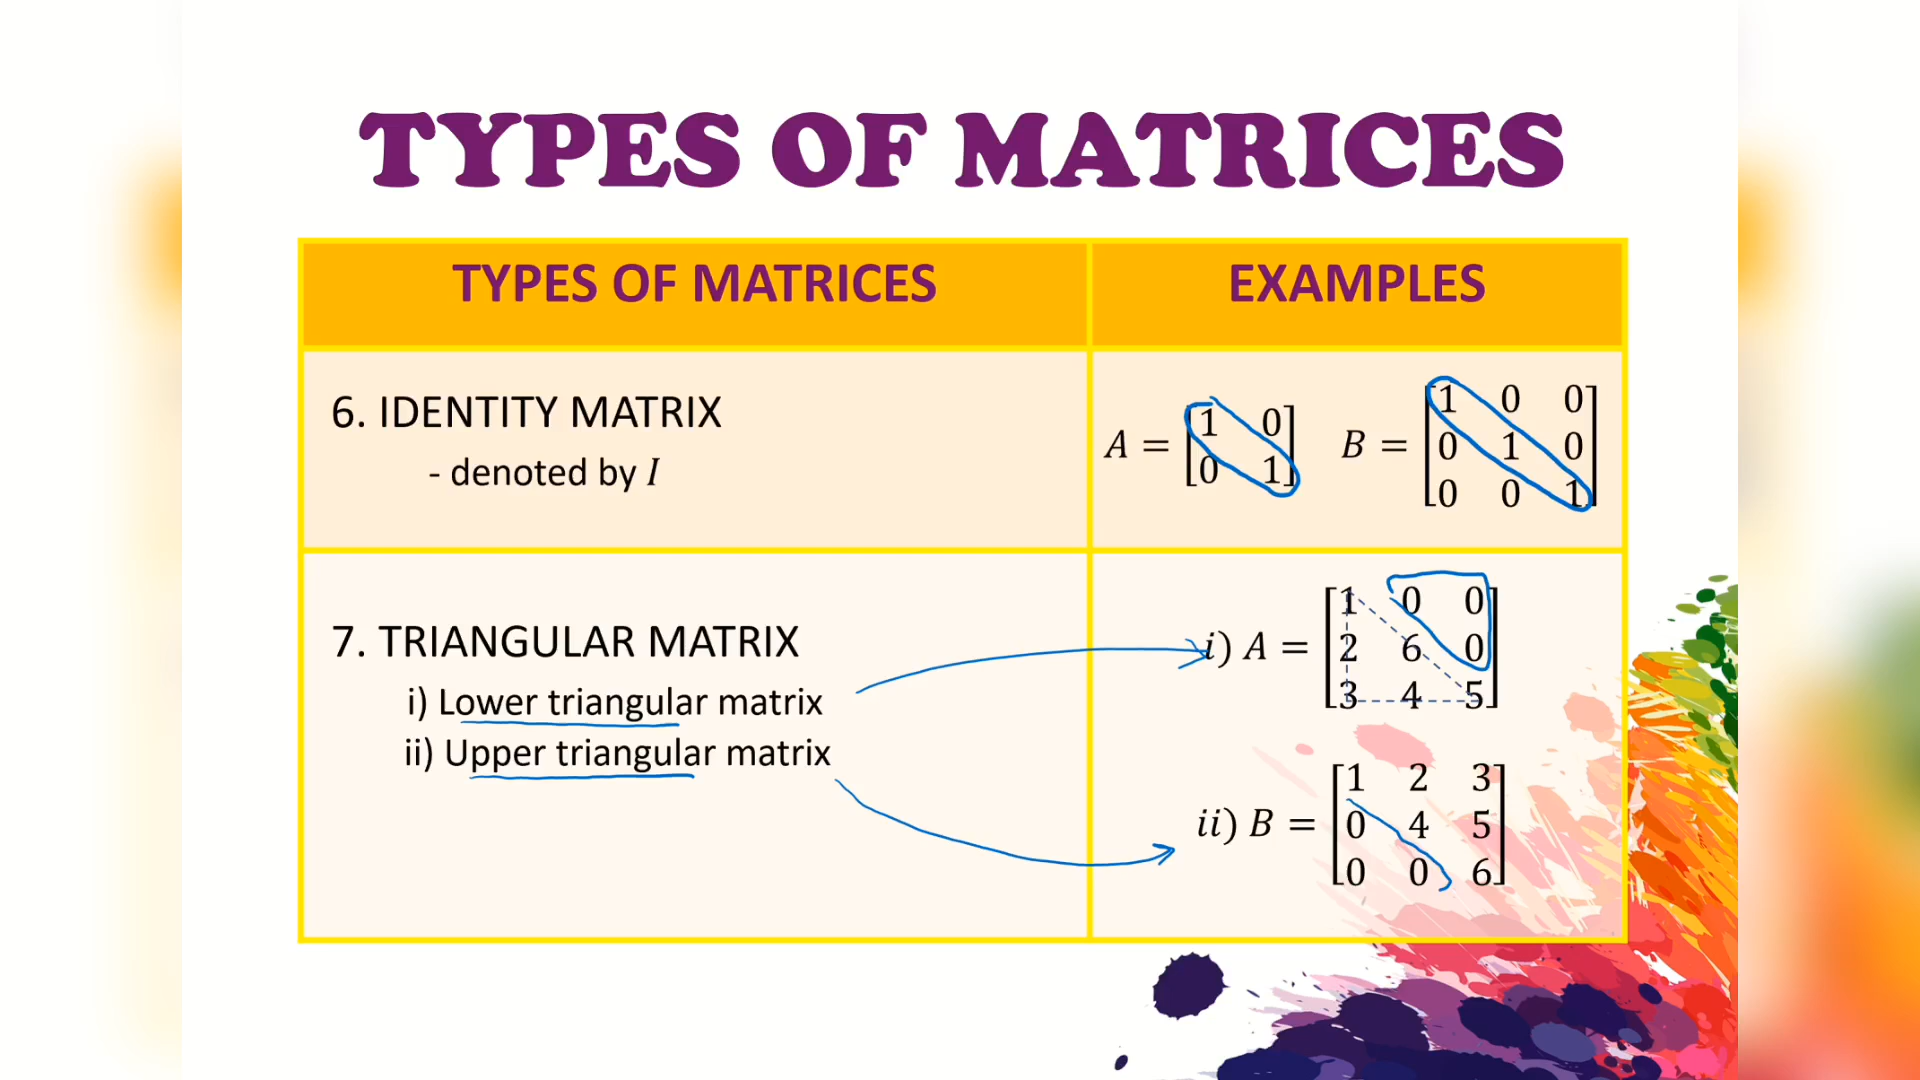 TYPES OF MATRICES
TYPES OF MATRICES EXAMPLES
6. IDENTITY MATRIX
- denoted by I
A = [1 0
0 1]
B = [1 0 0
0 1 0
0 0 1]
7. TRIANGULAR MATRIX
i) Lower triangular matrix
ii) Upper triangular matrix
i) A = [1 0 0
2 6 0
3 4 5]
ii) B = [1 2 3
0 4 5
0 0 6]